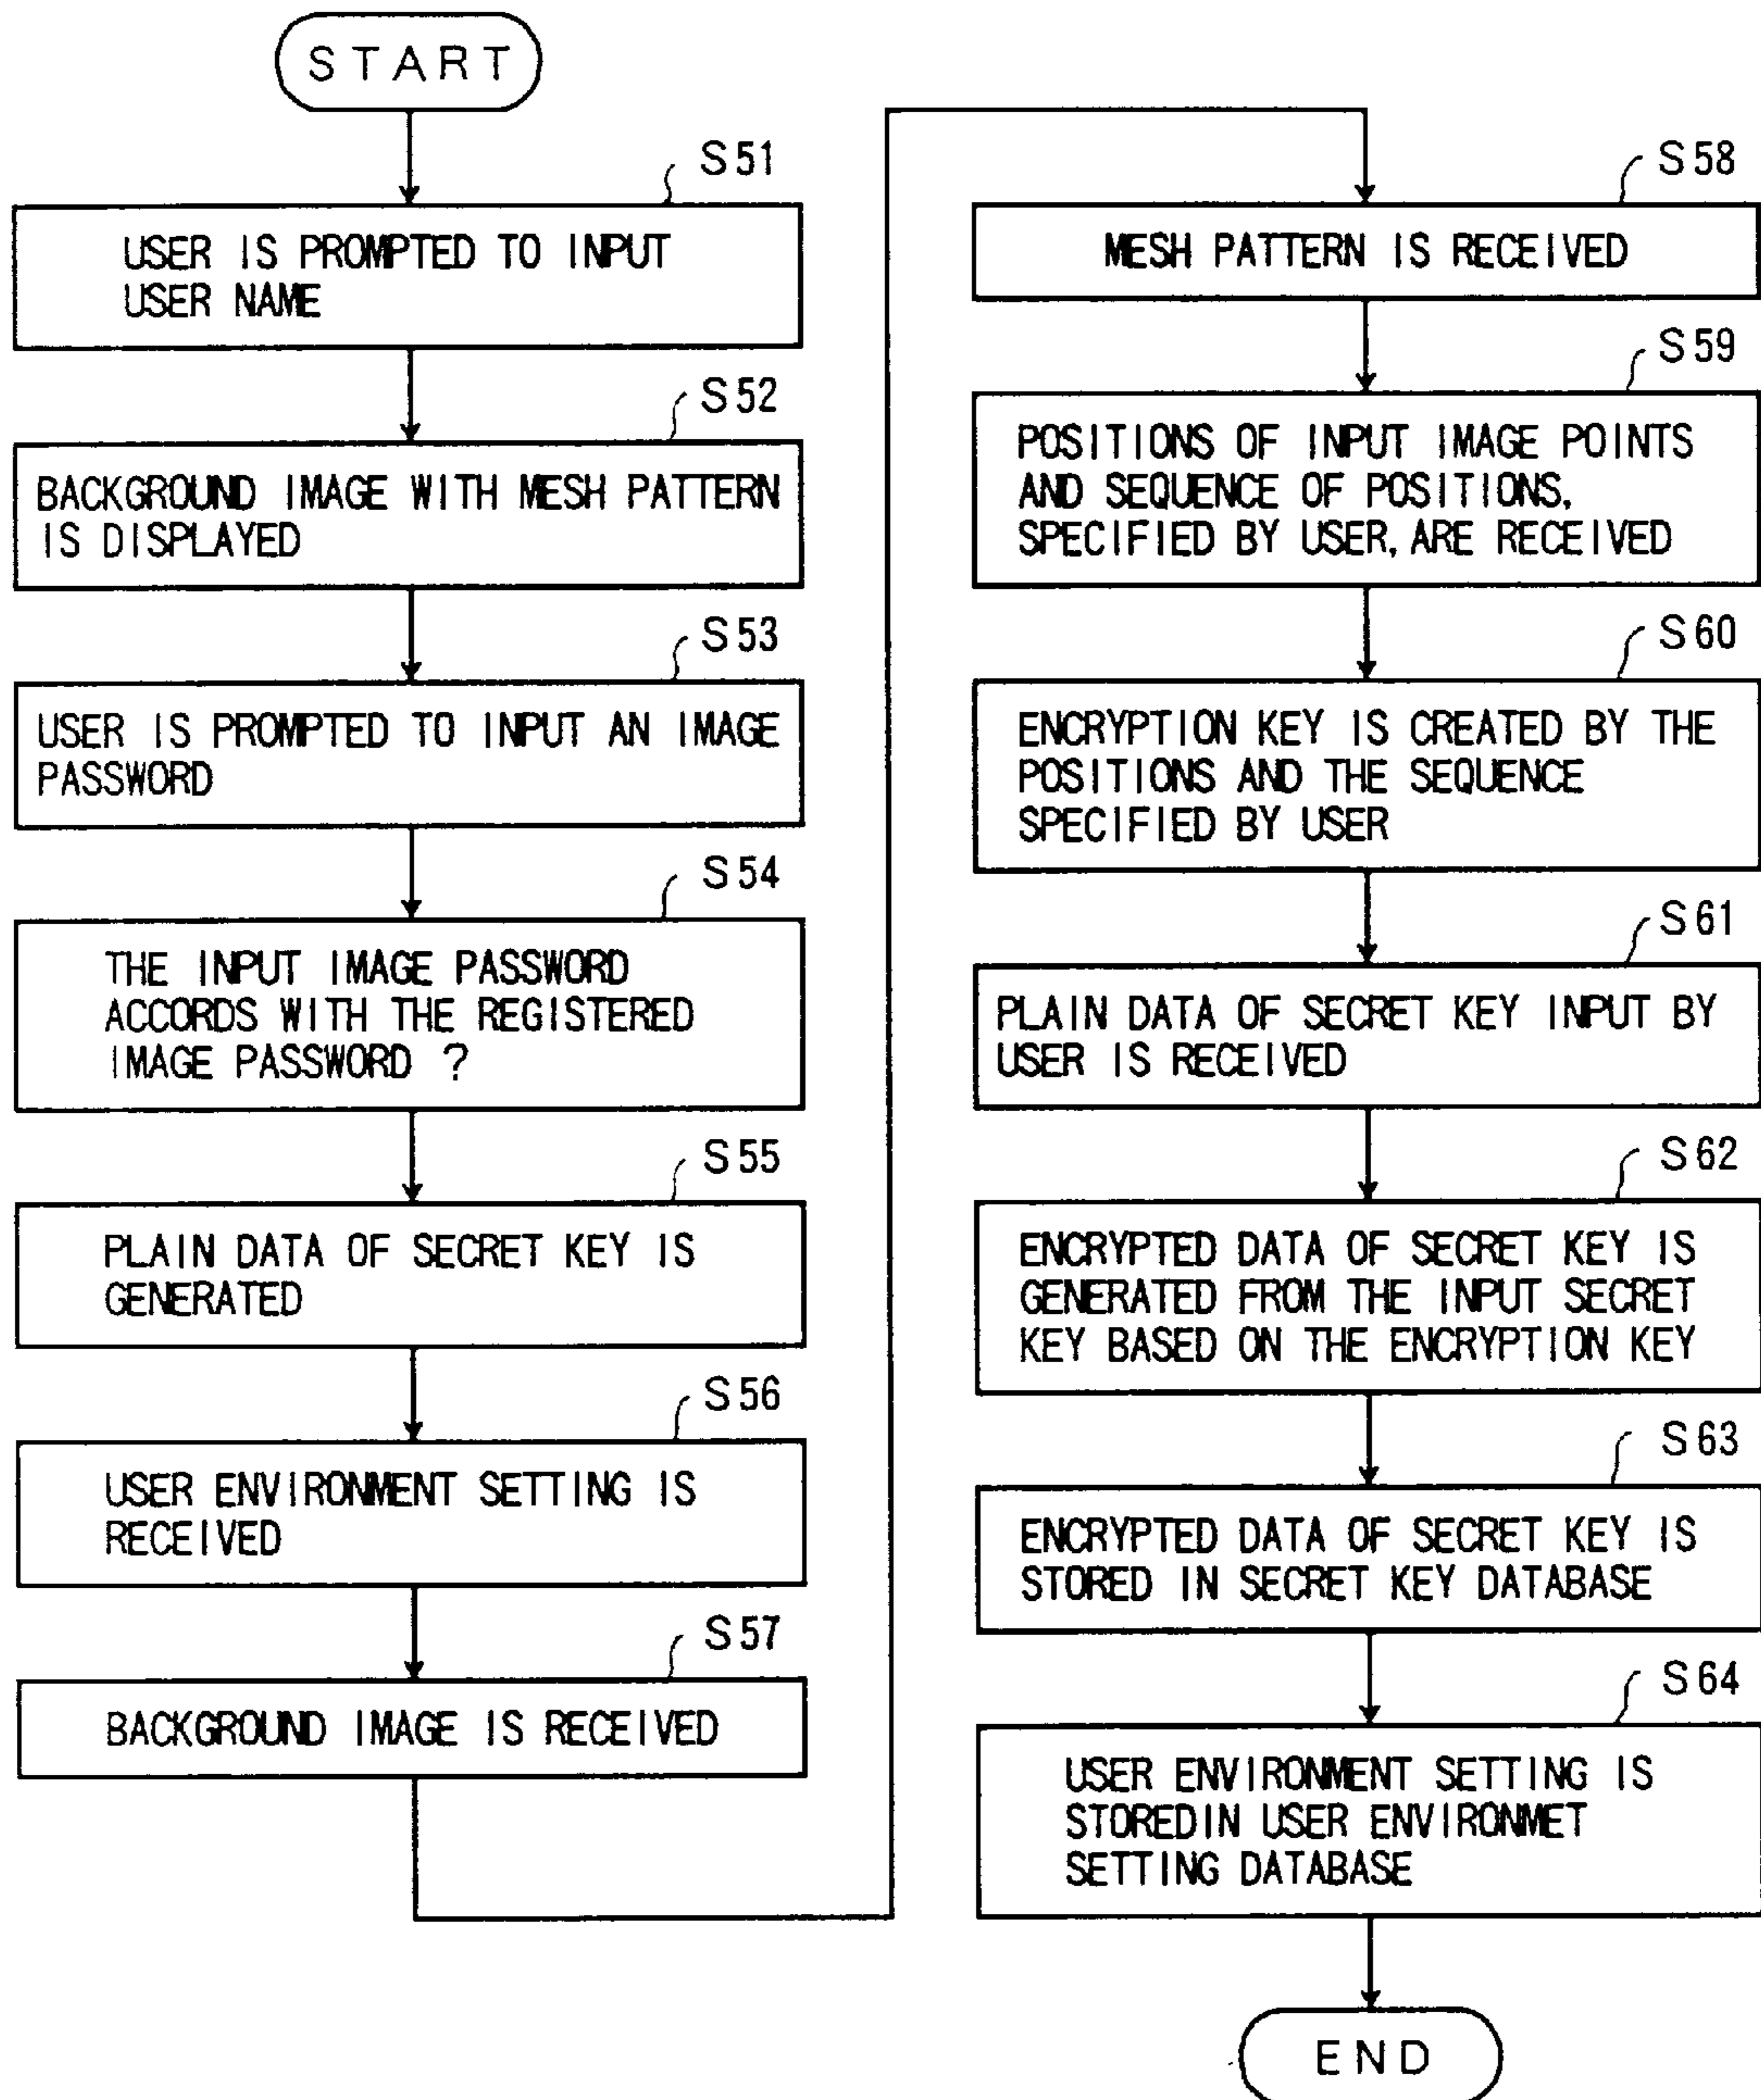 START
S51
USER IS PROMPTED TO INPUT
USER NAME
S52
BACKGROUND IMAGE WITH MESH PATTERN
IS DISPLAYED
S53
USER IS PROMPTED TO INPUT AN IMAGE
PASSWORD
S54
THE INPUT IMAGE PASSWORD
ACCORDS WITH THE REGISTERED
IMAGE PASSWORD ?
S55
PLAIN DATA OF SECRET KEY IS
GENERATED
S56
USER ENVIRONMENT SETTING IS
RECEIVED
S57
BACKGROUND IMAGE IS RECEIVED
S58
MESH PATTERN IS RECEIVED
S59
POSITIONS OF INPUT IMAGE POINTS
AND SEQUENCE OF POSITIONS,
SPECIFIED BY USER, ARE RECEIVED
S60
ENCRYPTION KEY IS CREATED BY THE
POSITIONS AND THE SEQUENCE
SPECIFIED BY USER
S61
PLAIN DATA OF SECRET KEY INPUT BY
USER IS RECEIVED
S62
ENCRYPTED DATA OF SECRET KEY IS
GENERATED FROM THE INPUT SECRET
KEY BASED ON THE ENCRYPTION KEY
S63
ENCRYPTED DATA OF SECRET KEY IS
STORED IN SECRET KEY DATABASE
S64
USER ENVIRONMENT SETTING IS
STOREDIN USER ENVIRONMET
SETTING DATABASE
END